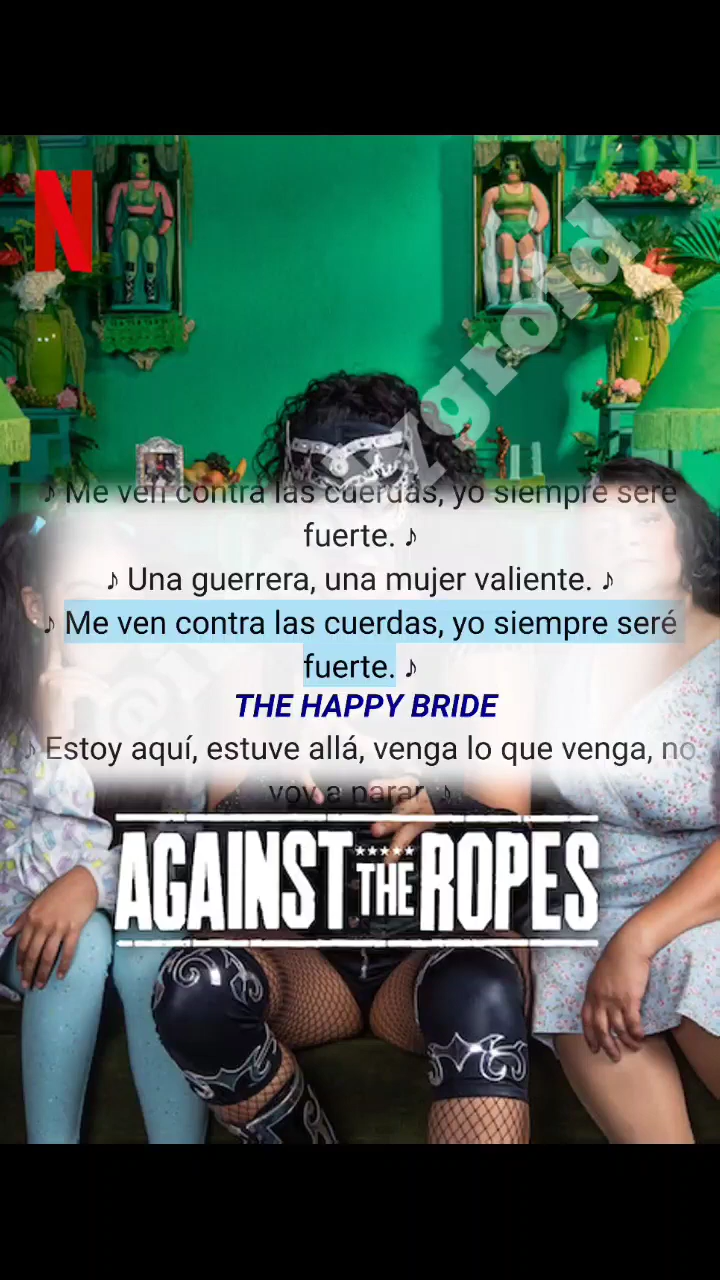 N
♪ Me ven contra las cuerdas, yo siempre seré
fuerte. ♪
♪ Una guerrera, una mujer valiente. ♪
♪ Me ven contra las cuerdas, yo siempre seré
fuerte. ♪
THE HAPPY BRIDE
♪ Estoy aquí, estuve allá, venga lo que venga, no
voy a parar. ♪
AGAINST THE ROPES